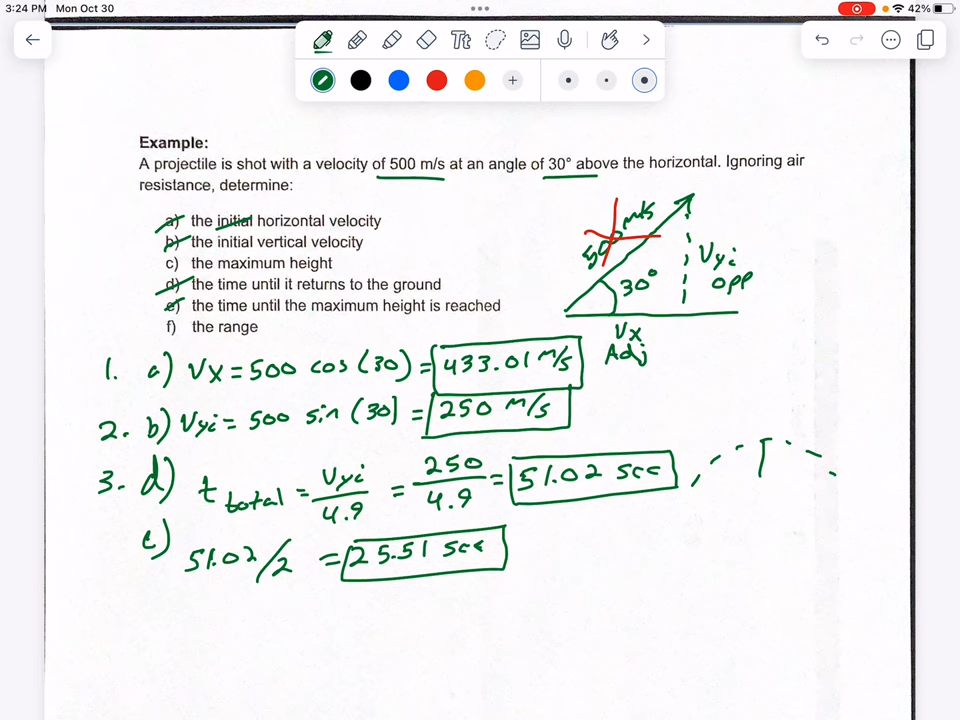 3:24 PM Mon Oct 30
42%
Tt
Example:
A projectile is shot with a velocity of 500 m/s at an angle of 30° above the horizontal. Ignoring air
resistance, determine:
a) the initial horizontal velocity
b) the initial vertical velocity
c) the maximum height
d) the time until it returns to the ground
e) the time until the maximum height is reached
f) the range
500 m/s
30°
Vyi
opp
Vx
Adj
1. a) Vx = 500 cos (30) = 433.01 m/s
2. b) Vyi = 500 sin (30) = 250 m/s
3. d) t total = Vyi/4.9 = 250/4.9 = 51.02 sec
e) 51.02/2 = 25.51 sec